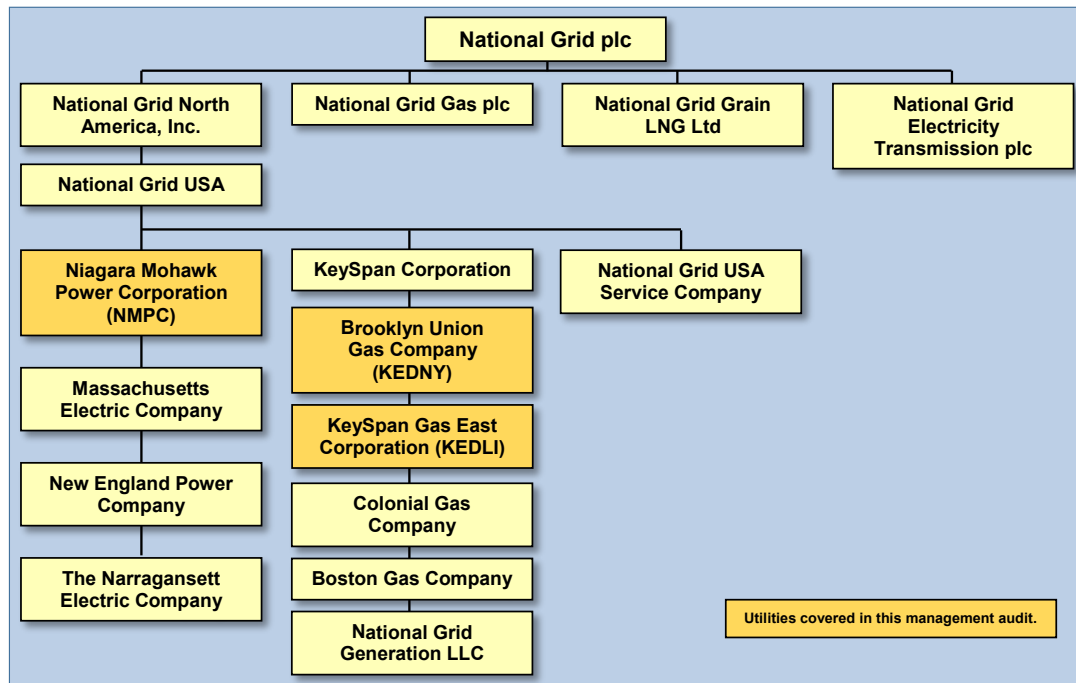 National Grid plc
National Grid North
America, Inc.
National Grid Gas plc
National Grid Grain
LNG Ltd
National Grid
Electricity
Transmission plc
National Grid USA
Niagara Mohawk
Power Corporation
(NMPC)
KeySpan Corporation
National Grid USA
Service Company
Brooklyn Union
Gas Company
(KEDNY)
Massachusetts
Electric Company
KeySpan Gas East
Corporation (KEDLI)
New England Power
Company
Colonial Gas
Company
The Narragansett
Electric Company
Boston Gas Company
National Grid
Generation LLC
Utilities covered in this management audit.